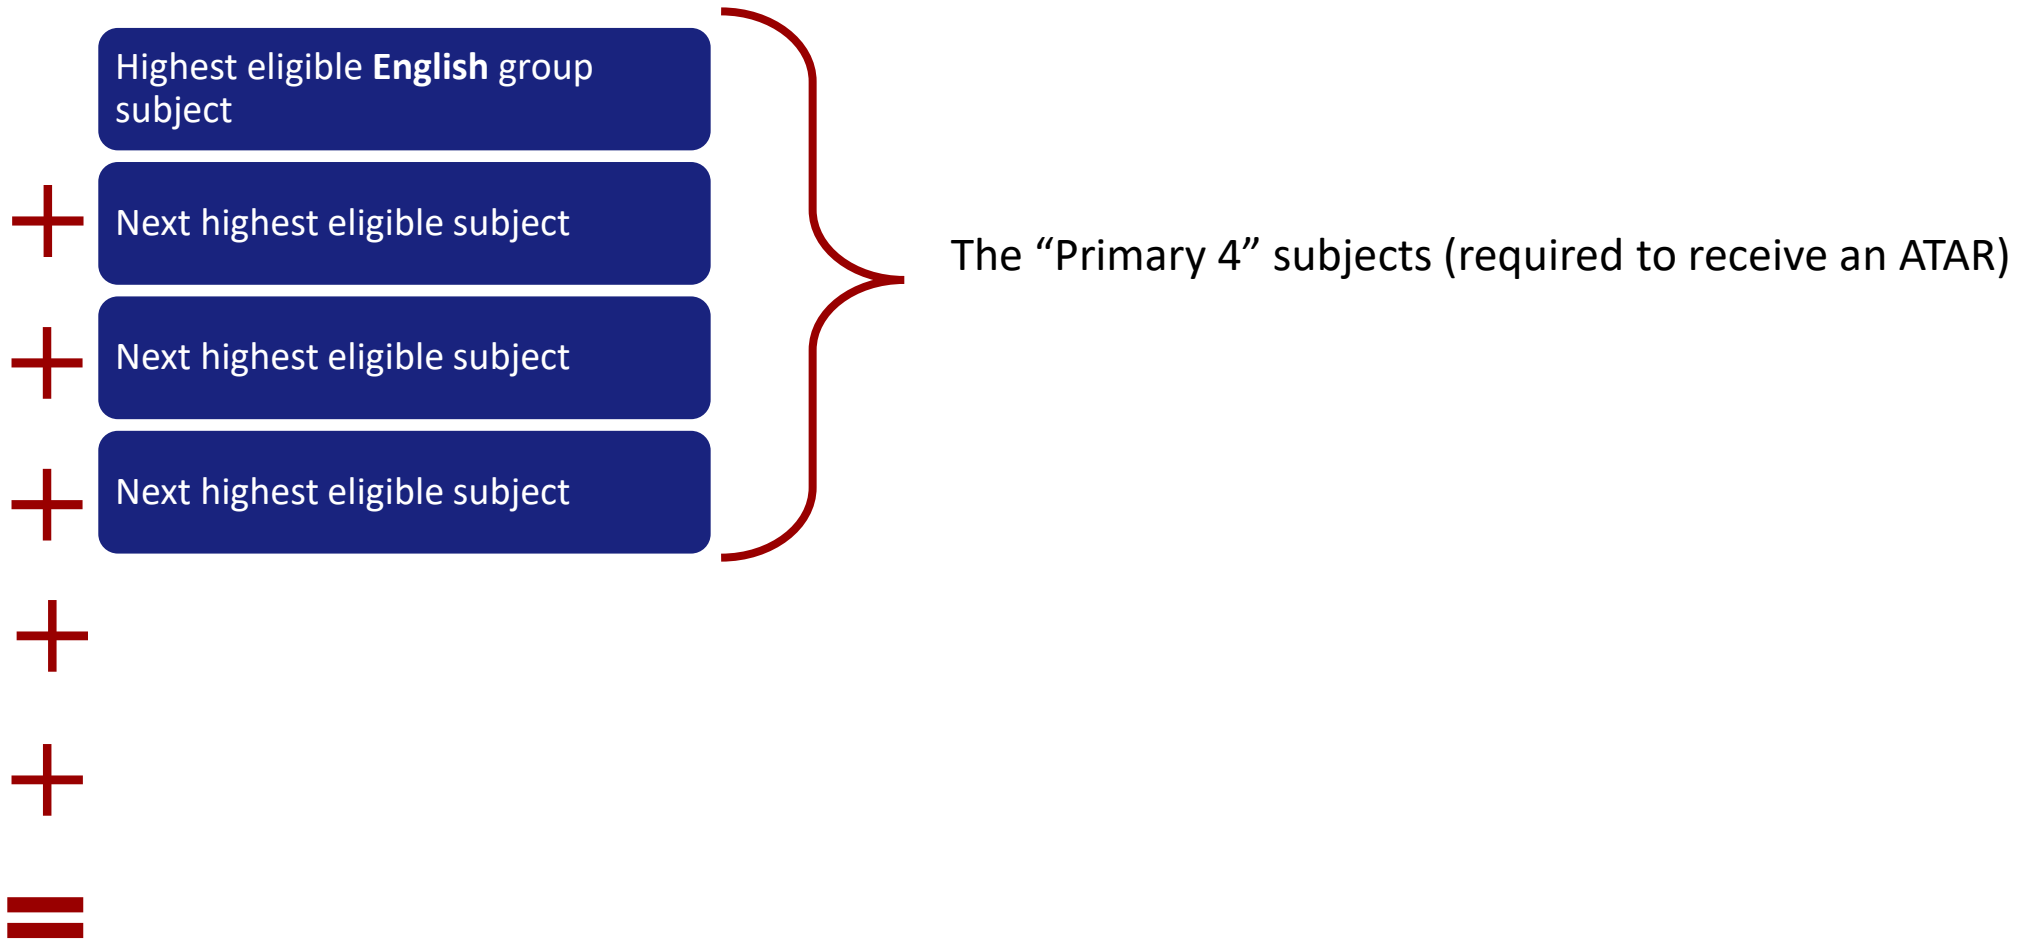 Highest eligible English group
subject
+
Next highest eligible subject
The “Primary 4” subjects (required to receive an ATAR)
+
Next highest eligible subject
+
Next highest eligible subject
+
+
=